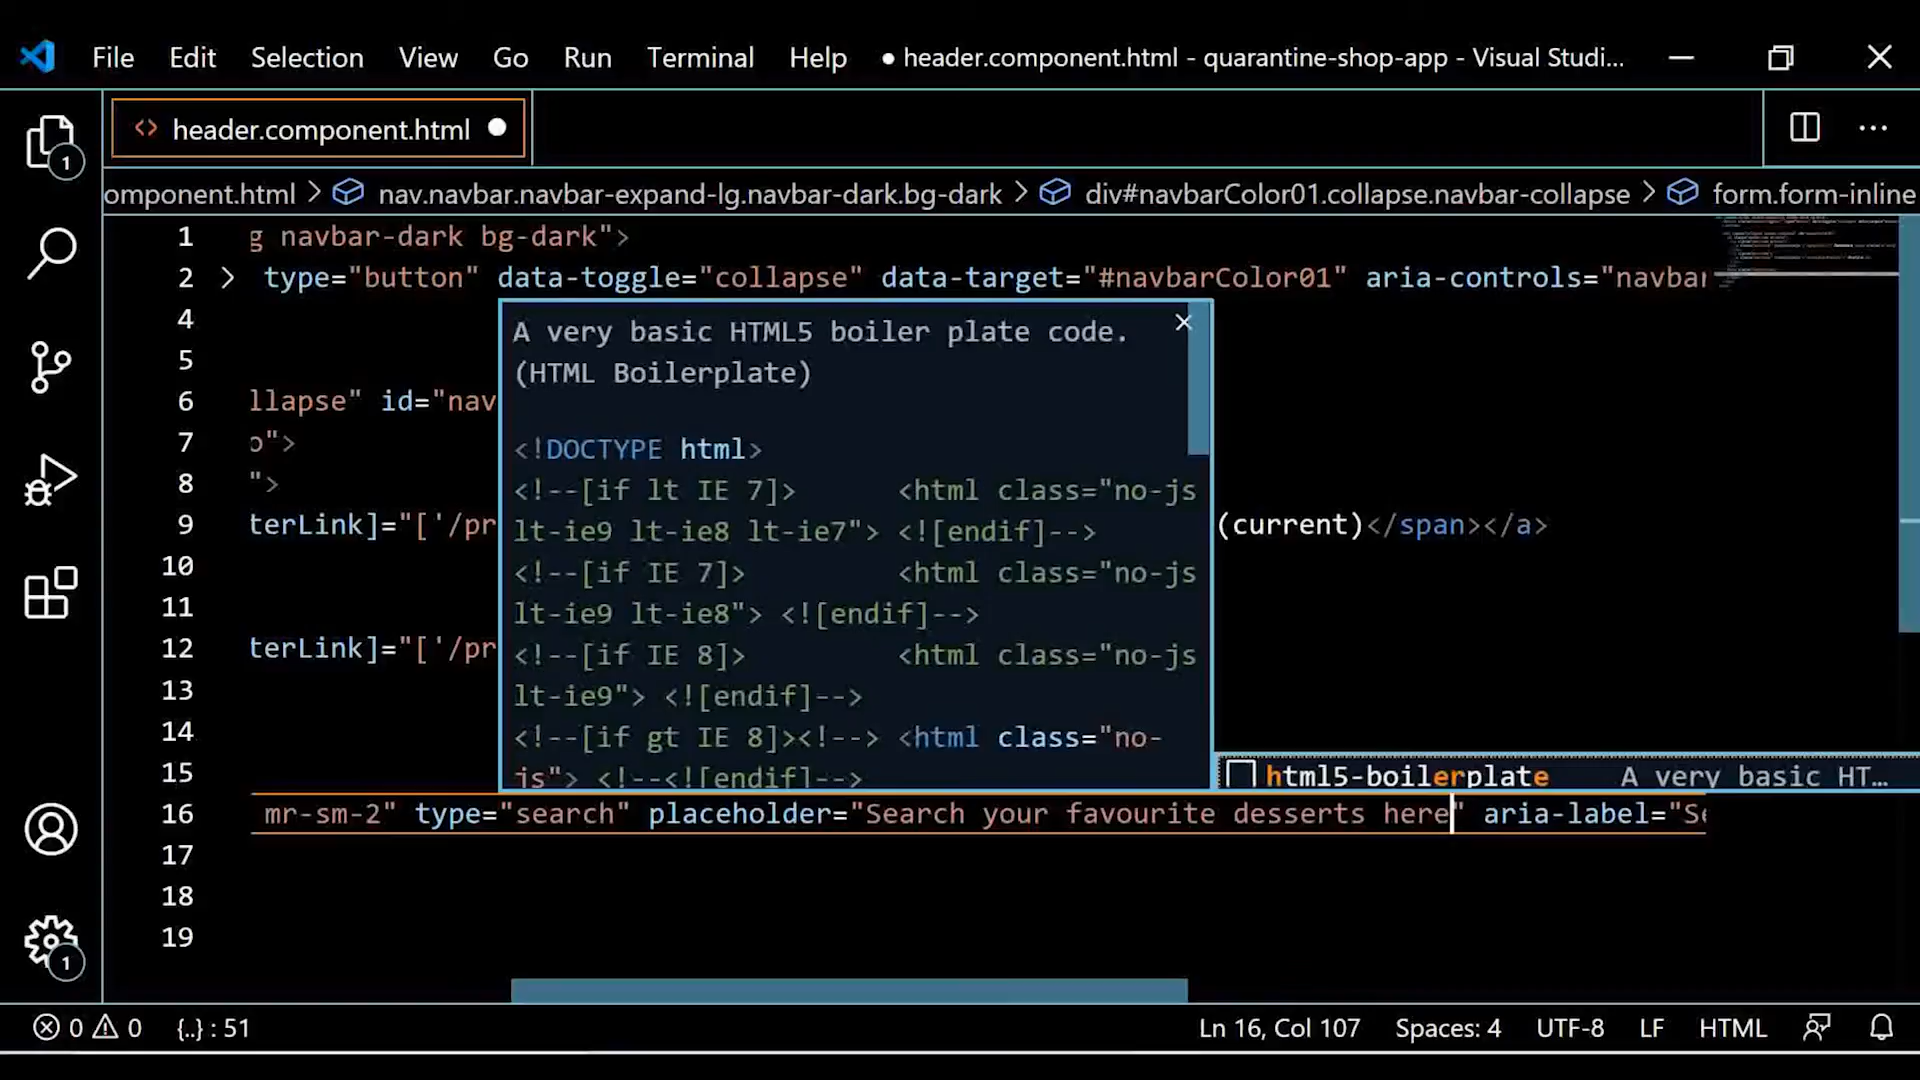 File Edit Selection View Go Run Terminal Help ● header.component.html - quarantine-shop-app - Visual Studi...
<> header.component.html
omponent.html > nav.navbar.navbar-expand-lg.navbar-dark.bg-dark > div#navbarColor01.collapse.navbar-collapse > form.form-inline
1 g navbar-dark bg-dark">
2 type="button" data-toggle="collapse" data-target="#navbarColor01" aria-controls="navbar
4
5
6 llapse" id="nav
7 o">
8 ">
9 terLink]="['/pr (current)</span></a>
10
11
12 terLink]="['/pr
13
14
15
16 mr-sm-2" type="search" placeholder="Search your favourite desserts here" aria-label="Se
17
18
19
A very basic HTML5 boiler plate code.
(HTML Boilerplate)
<!DOCTYPE html>
<!--[if lt IE 7]> <html class="no-js
lt-ie9 lt-ie8 lt-ie7"> <![endif]-->
<!--[if IE 7]> <html class="no-js
lt-ie9 lt-ie8"> <![endif]-->
<!--[if IE 8]> <html class="no-js
lt-ie9"> <![endif]-->
<!--[if gt IE 8]><!--> <html class="no-
js"> <!--<![endif]-->
html5-boilerplate A very basic HT...
1
1
0 0 {..} : 51 Ln 16, Col 107 Spaces: 4 UTF-8 LF HTML